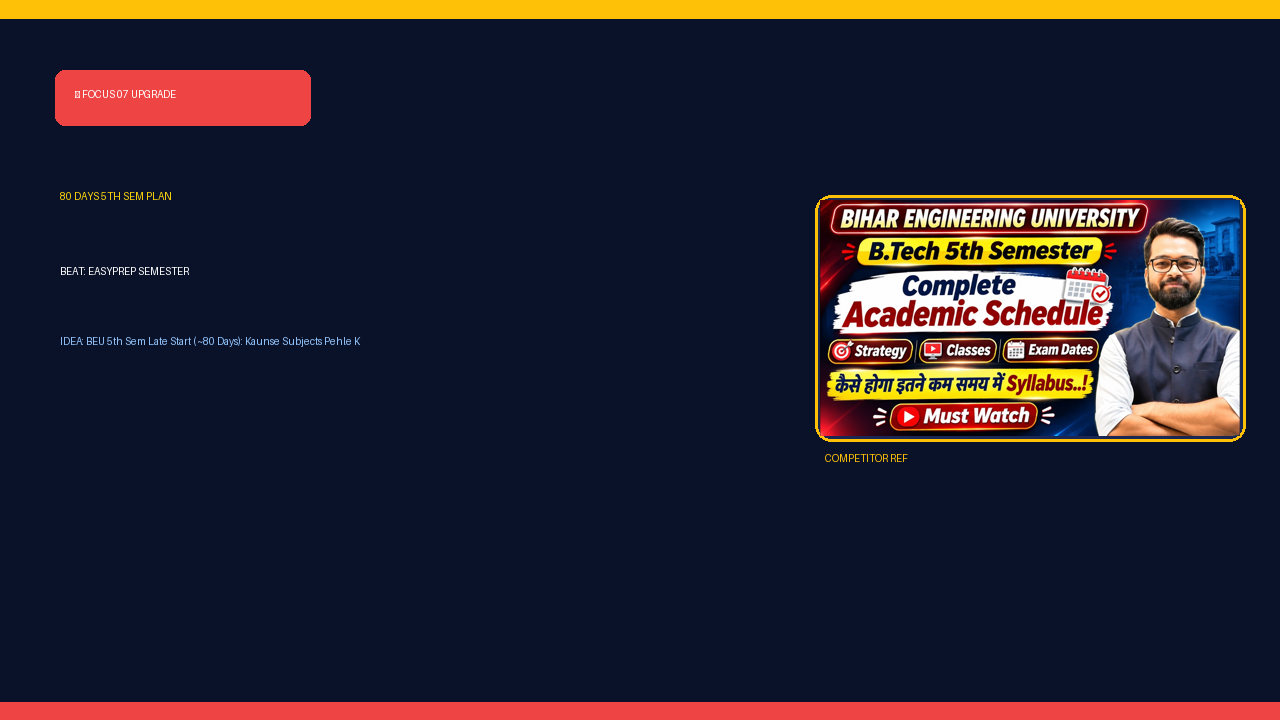 FOCUS 07 UPGRADE
80 DAYS 5TH SEM PLAN
BEAT: EASYPREP SEMESTER
IDEA: BEU 5th Sem Late Start (~80 Days): Kaunse Subjects Pehle K
BIHAR ENGINEERING UNIVERSITY
B.Tech 5th Semester
Complete
Academic Schedule
Strategy
Classes
Exam Dates
कैसे होगा इतने कम समय में Syllabus..!
Must Watch
COMPETITOR REF